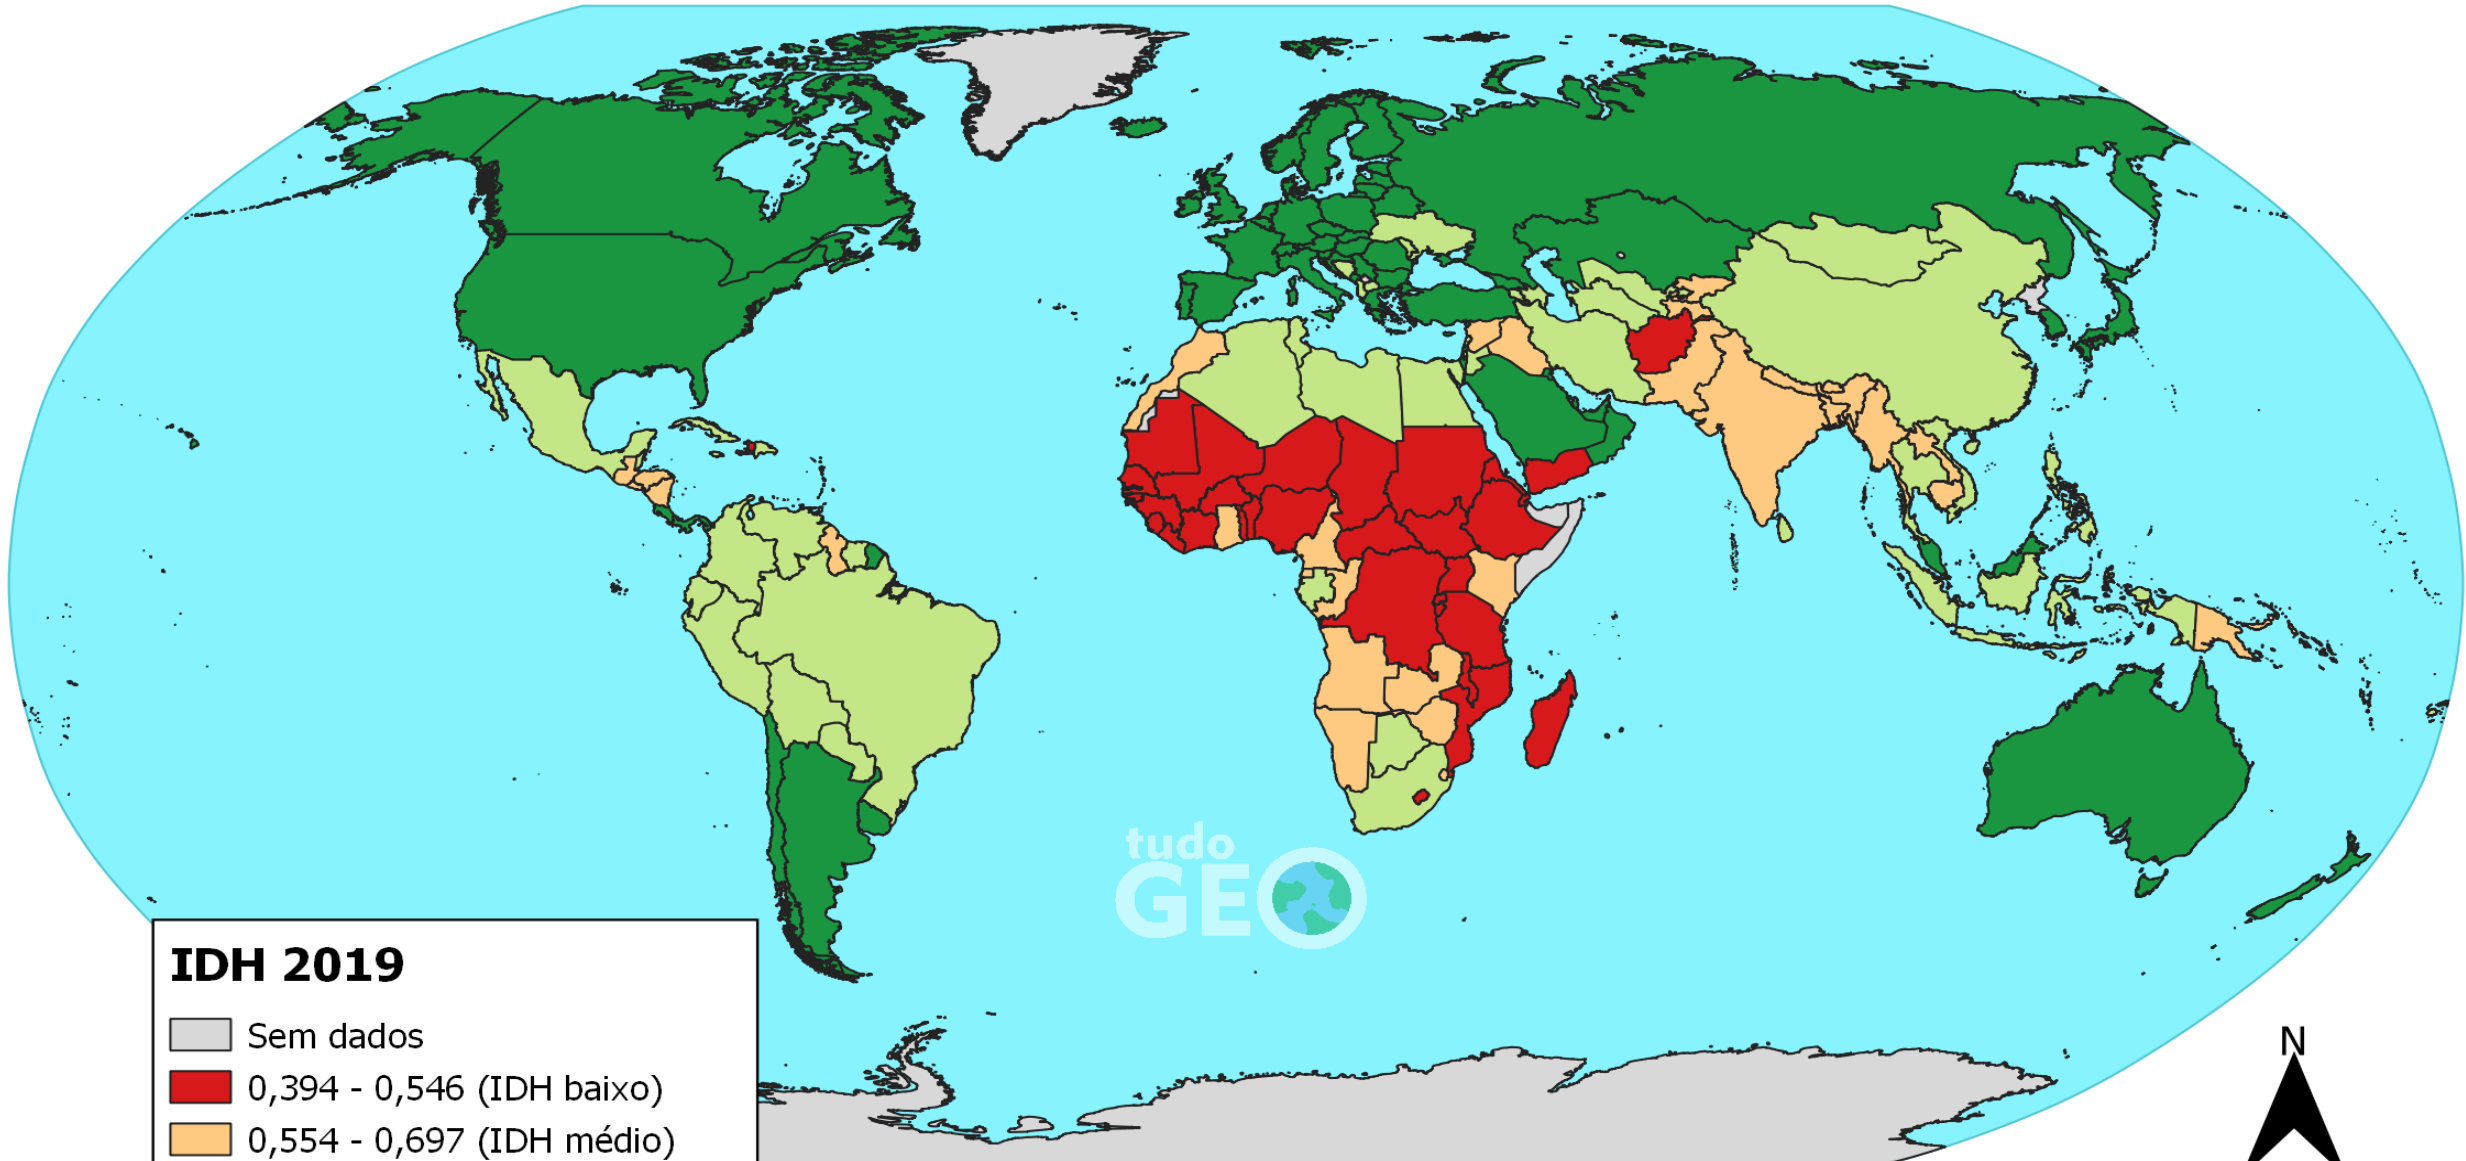 tudo
GEO
IDH 2019
Sem dados
0,394 - 0,546 (IDH baixo)
0,554 - 0,697 (IDH médio)
N